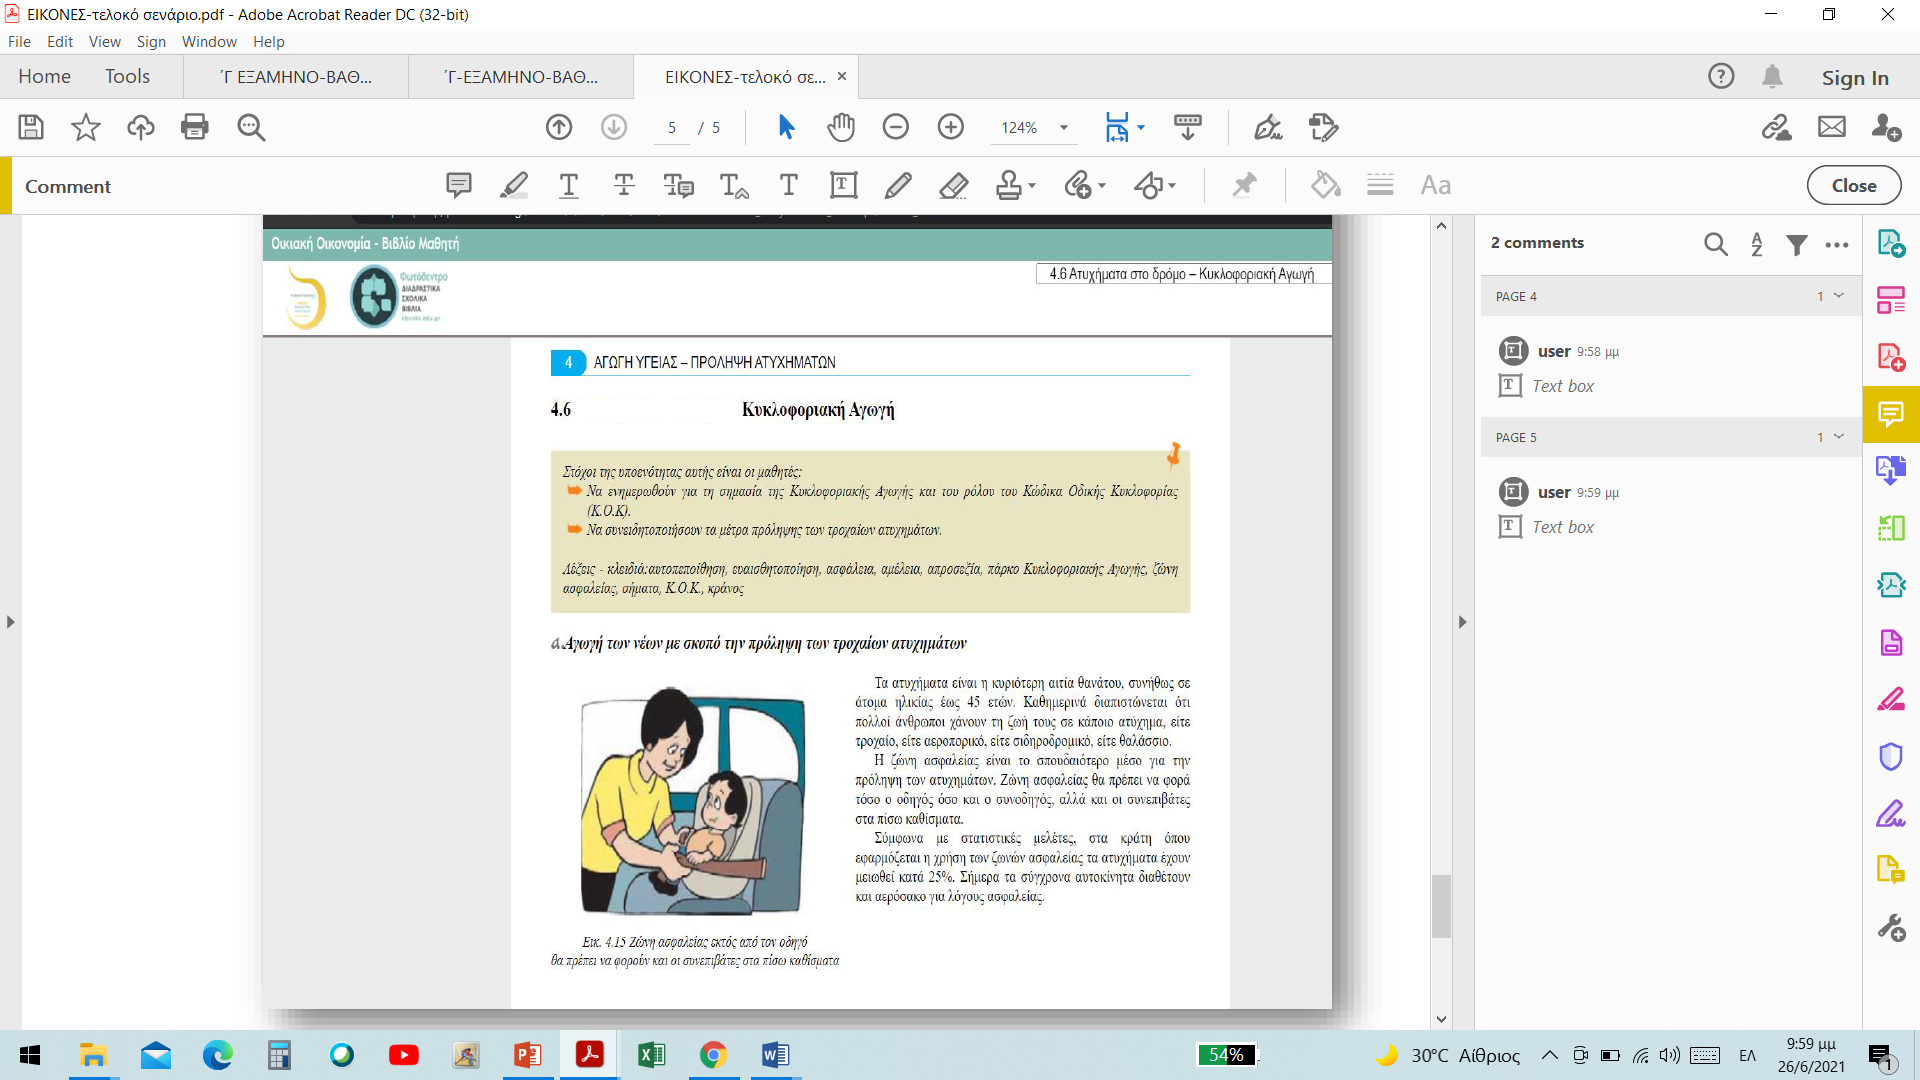 ΕΙΚΟΝΕΣ-τελοκό σενάριο.pdf - Adobe Acrobat Reader DC (32-bit)
File Edit View Sign Window Help
Home Tools Ϊ ΕΞΑΜΗΝΟ-ΒΑΘ... Ϊ-ΕΞΑΜΗΝΟ-ΒΑΘ... ΕΙΚΟΝΕΣ-τελοκό σε... × Sign In
5 / 5 124%
Comment Close
Οικιακή Οικονομία - Βιβλίο Μαθητή
4.6 Ατυχήματα στο δρόμο – Κυκλοφοριακή Αγωγή
Φωτόδεντρο
ΔΙΑΔΡΑΣΤΙΚΑ
ΣΧΟΛΙΚΑ
ΒΙΒΛΙΑ
ebooks.edu.gr
4 ΑΓΩΓΗ ΥΓΕΙΑΣ – ΠΡΟΛΗΨΗ ΑΤΥΧΗΜΑΤΩΝ
4.6 Κυκλοφοριακή Αγωγή
Στόχοι της υποενότητας αυτής είναι οι μαθητές:
Να ενημερωθούν για τη σημασία της Κυκλοφοριακής Αγωγής και του ρόλου του Κώδικα Οδικής Κυκλοφορίας
(Κ.Ο.Κ).
Να συνειδητοποιήσουν τα μέτρα πρόληψης των τροχαίων ατυχημάτων.
Λέξεις - κλειδιά:αυτοπεποίθηση, ευαισθητοποίηση, ασφάλεια, αμέλεια, απροσεξία, πάρκο Κυκλοφοριακής Αγωγής, ζώνη
ασφαλείας, σήματα, Κ.Ο.Κ., κράνος
α.Αγωγή των νέων με σκοπό την πρόληψη των τροχαίων ατυχημάτων
Τα ατυχήματα είναι η κυριότερη αιτία θανάτου, συνήθως σε
άτομα ηλικίας έως 45 ετών. Καθημερινά διαπιστώνεται ότι
πολλοί άνθρωποι χάνουν τη ζωή τους σε κάποιο ατύχημα, είτε
τροχαίο, είτε αεροπορικό, είτε σιδηροδρομικό, είτε θαλάσσιο.
Η ζώνη ασφαλείας είναι το σπουδαιότερο μέσο για την
πρόληψη των ατυχημάτων. Ζώνη ασφαλείας θα πρέπει να φορά
τόσο ο οδηγός όσο και ο συνοδηγός, αλλά και οι συνεπιβάτες
στα πίσω καθίσματα.
Σύμφωνα με στατιστικές μελέτες, στα κράτη όπου
εφαρμόζεται η χρήση των ζωνών ασφαλείας τα ατυχήματα έχουν
μειωθεί κατά 25%. Σήμερα τα σύγχρονα αυτοκίνητα διαθέτουν
και αερόσακο για λόγους ασφαλείας.
Εικ. 4.15 Ζώνη ασφαλείας εκτός από τον οδηγό
θα πρέπει να φορούν και οι συνεπιβάτες στα πίσω καθίσματα
2 comments
PAGE 4 1
user 9:58 μμ
Text box
PAGE 5 1
user 9:59 μμ
Text box
54% 30°C Αίθριος ΕΛ 9:59 μμ
26/6/2021 1